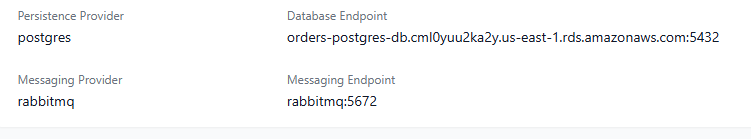 Persistence Provider
Database Endpoint
postgres
orders-postgres-db.cml0yuu2ka2y.us-east-1.rds.amazonaws.com:5432
Messaging Provider
Messaging Endpoint
rabbitmq
rabbitmq:5672